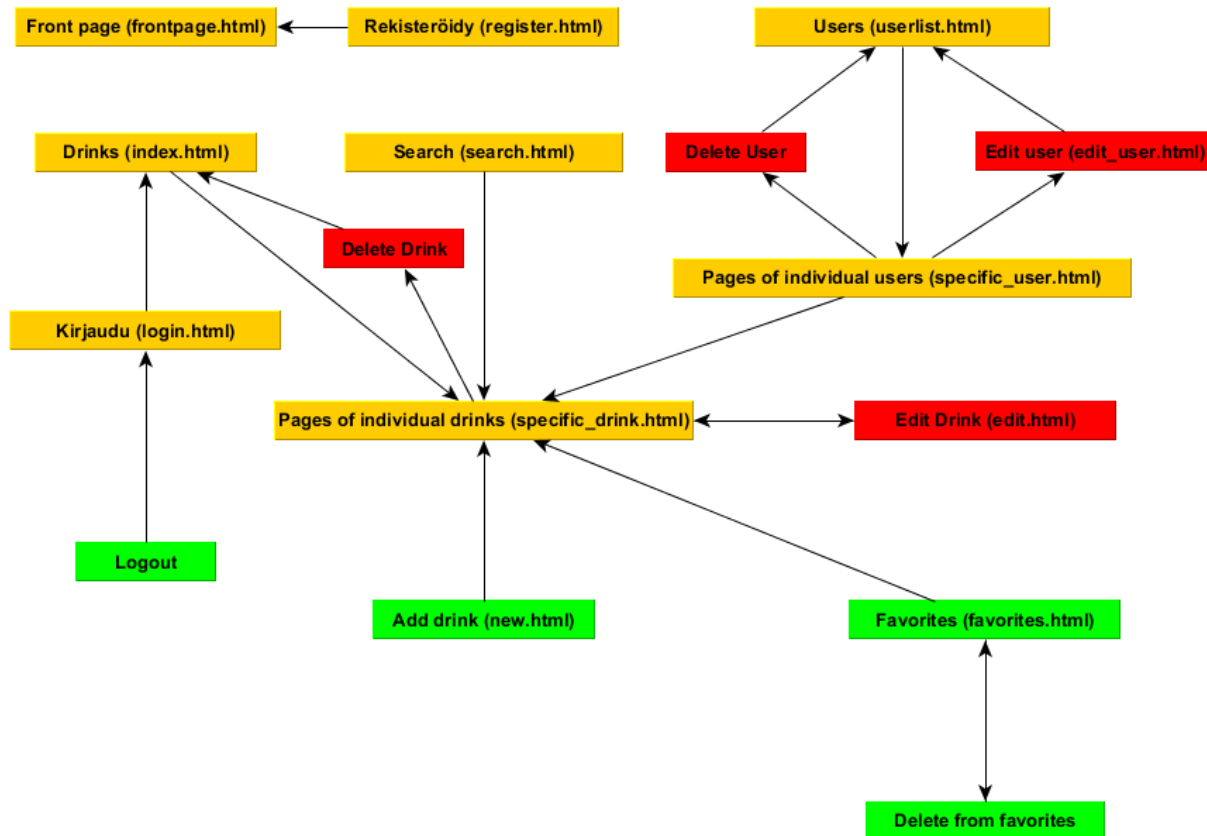 Front page (frontpage.html)
Rekisteröidy (register.html)
Users (userlist.html)
Drinks (index.html)
Search (search.html)
Delete User
Edit user (edit_user.html)
Delete Drink
Pages of individual users (specific_user.html)
Kirjaudu (login.html)
Pages of individual drinks (specific_drink.html)
Edit Drink (edit.html)
Logout
Add drink (new.html)
Favorites (favorites.html)
Delete from favorites